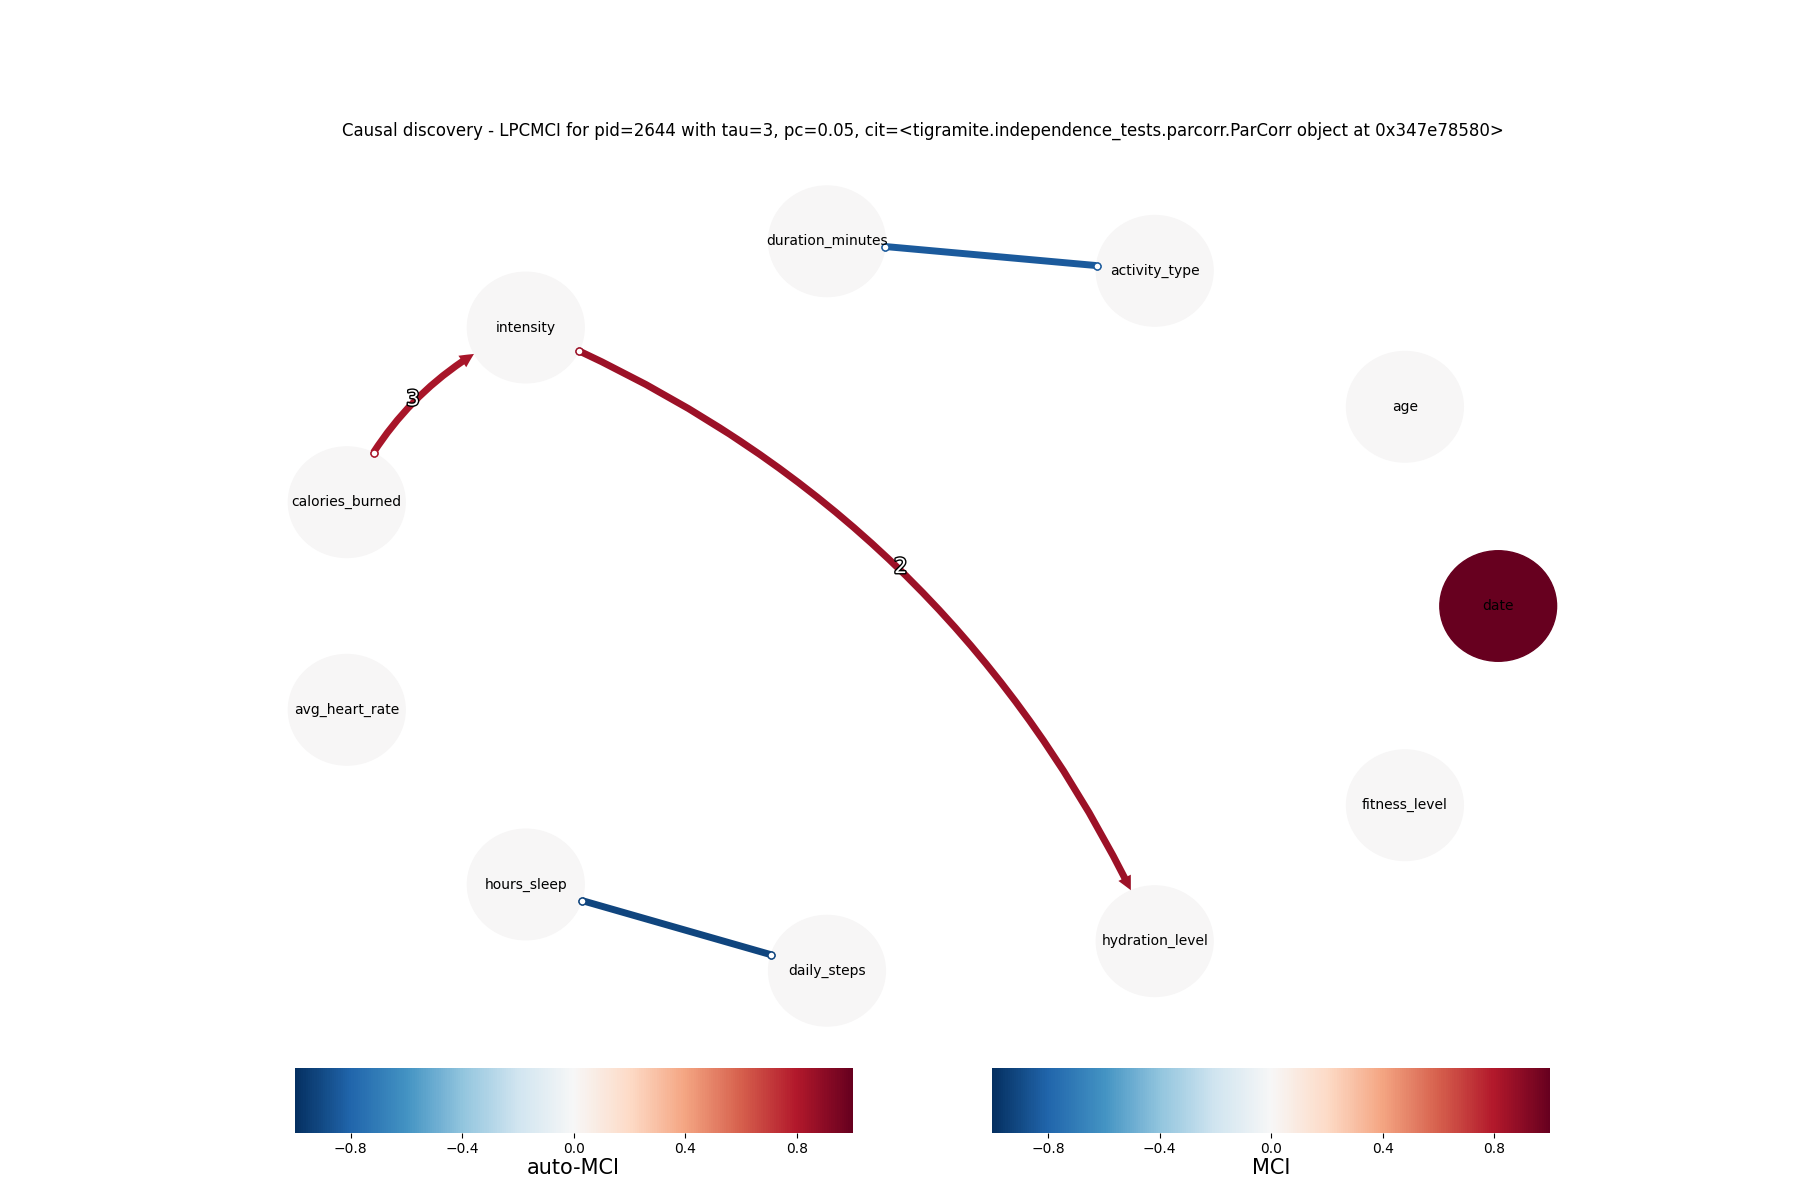 Causal discovery - LPCMCI for pid=2644 with tau=3, pc=0.05, cit=<tigramite.independence_tests.parcorr.ParCorr object at 0x347e78580>
duration_minutes
activity_type
intensity
3
age
calories_burned
2
date
avg_heart_rate
fitness_level
hours_sleep
hydration_level
daily_steps
−0.8 −0.4 0.0 0.4 0.8
auto-MCI
−0.8 −0.4 0.0 0.4 0.8
MCI